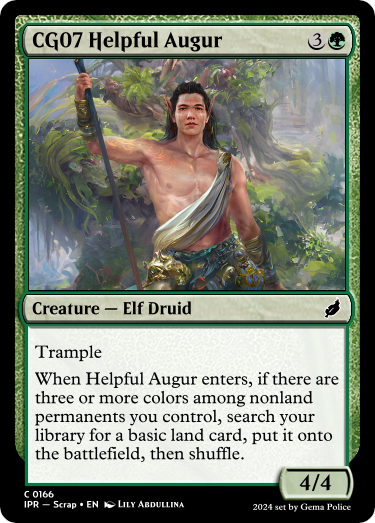 CG07 Helpful Augur 3
Creature — Elf Druid
Trample
When Helpful Augur enters, if there are
three or more colors among nonland
permanents you control, search your
library for a basic land card, put it onto
the battlefield, then shuffle.
4/4
C 0166
IPR — Scrap • EN Lily Abdullina
2024 set by Gema Police